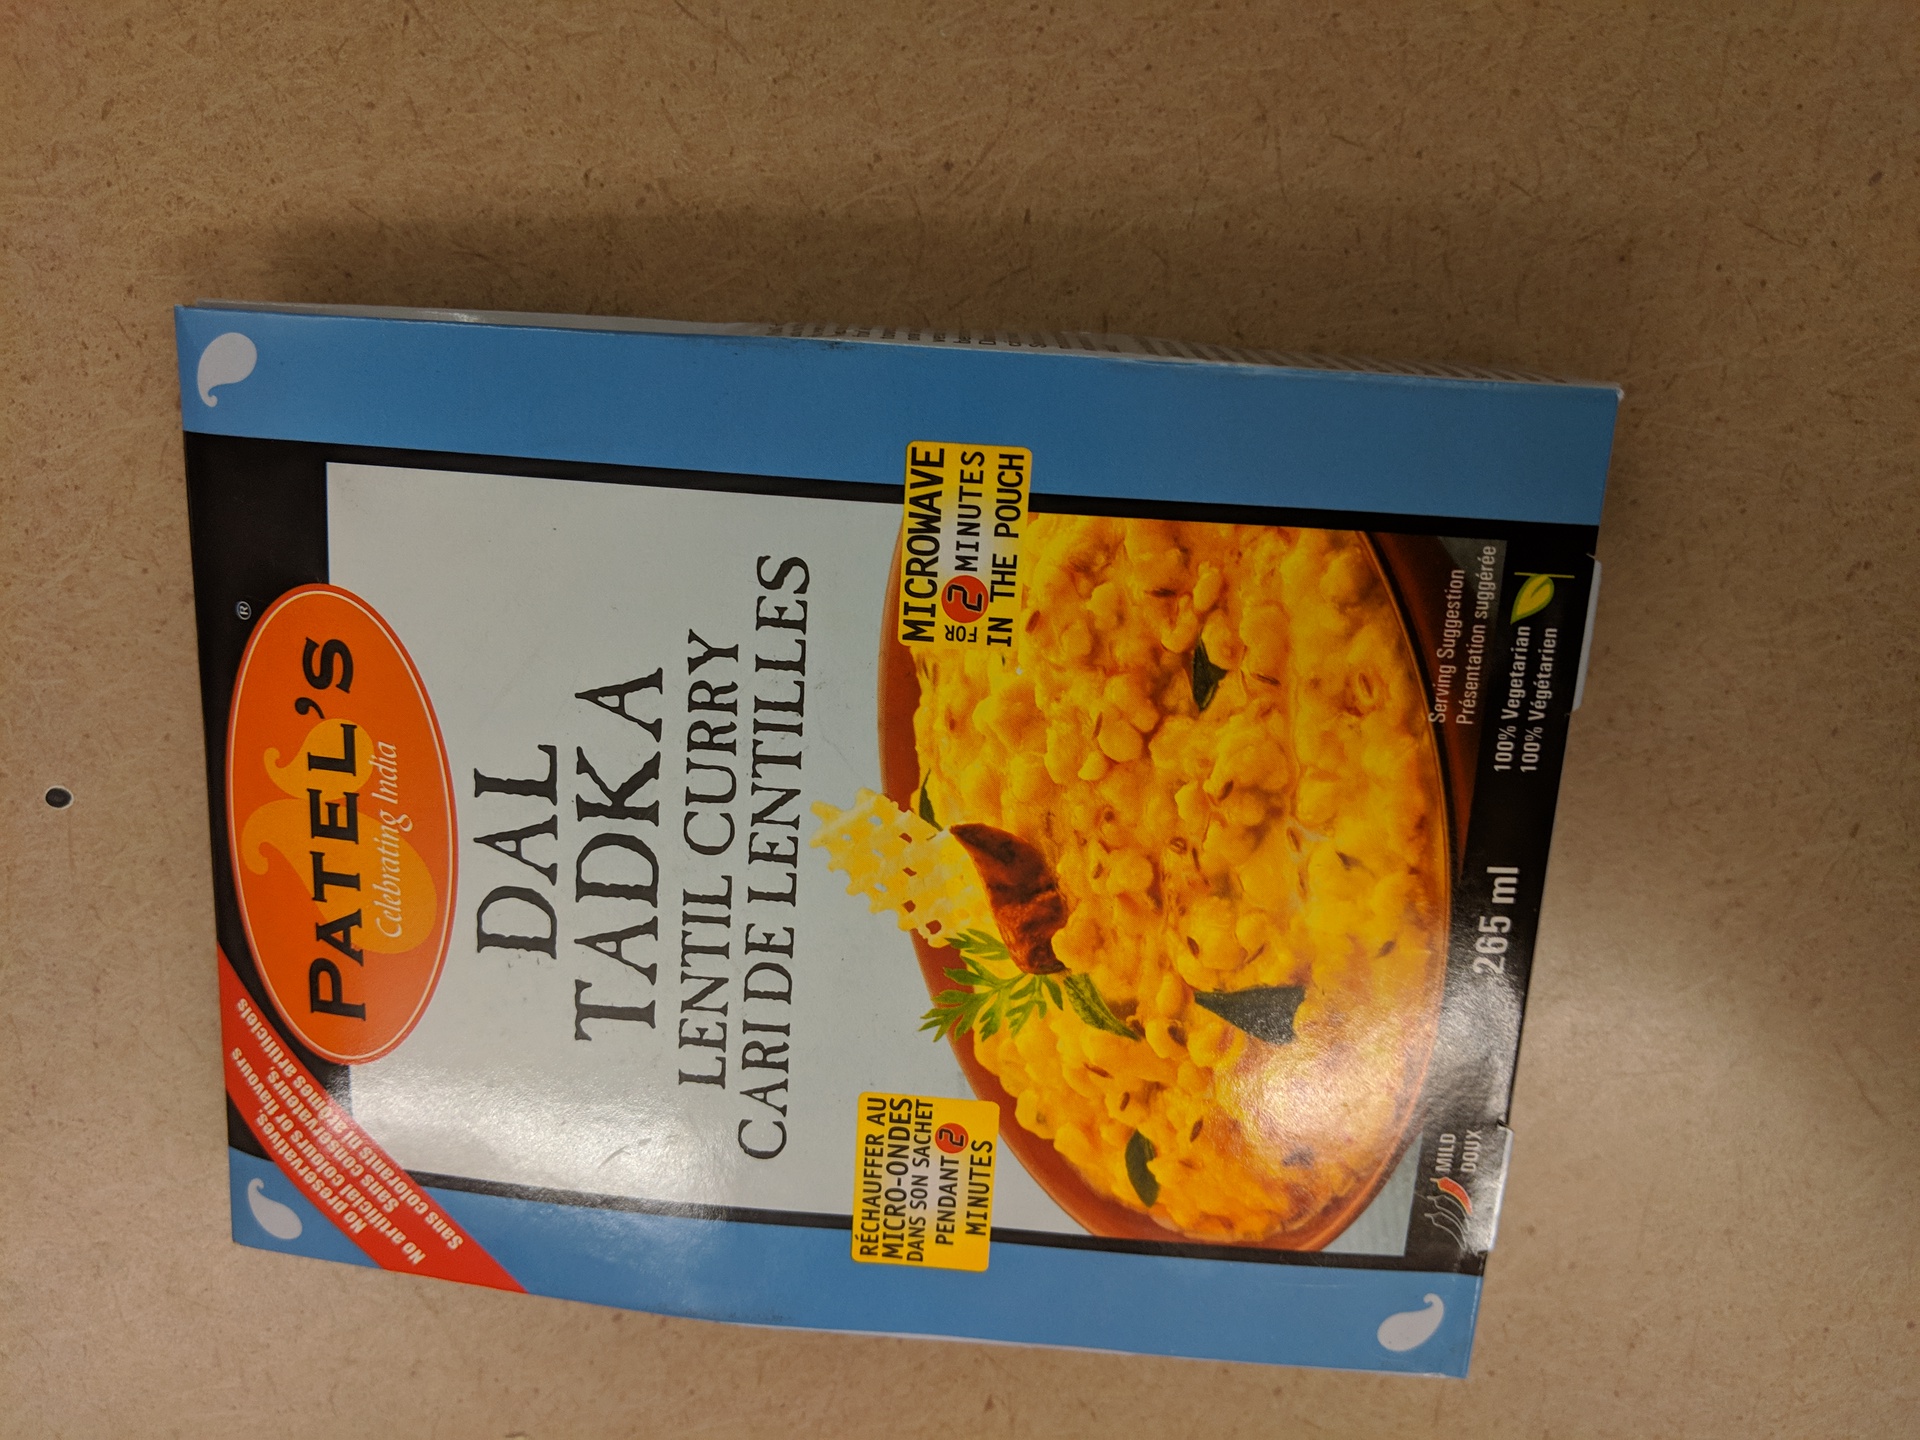 No preservatives.
No artificial colours or flavours
Sans conservateurs,
Sans colorants ni arômes artificiels
PATEL'S ®
Celebrating India
DAL
TADKA
LENTIL CURRY
CARI DE LENTILLES
RÉCHAUFFER AU
MICRO-ONDES
DANS SON SACHET
PENDANT 2
MINUTES
MICROWAVE
FOR 2 MINUTES
IN THE POUCH
Serving Suggestion
Présentation suggérée
MILD
DOUX
265 ml
100% Vegetarian
100% Végétarien